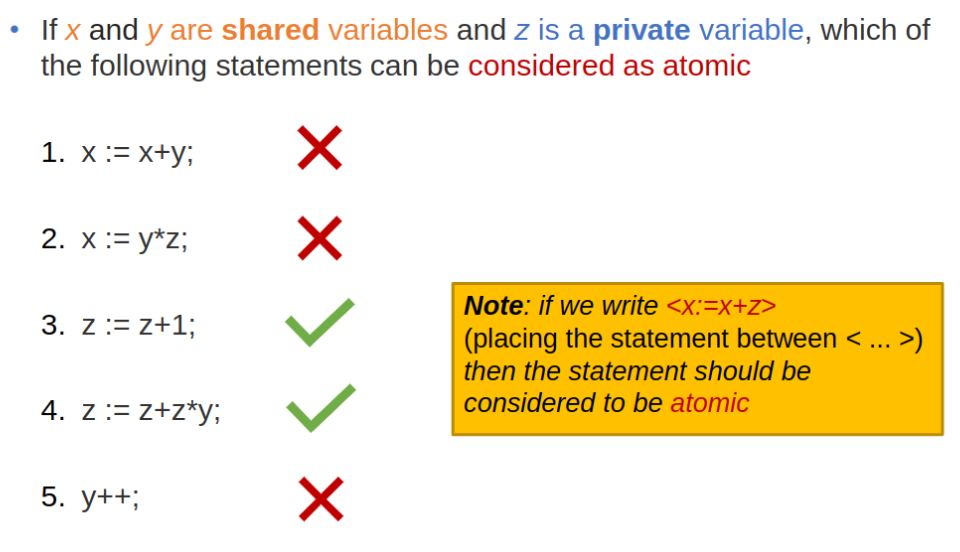 • If x and y are shared variables and z is a private variable, which of
the following statements can be considered as atomic
1. x := x+y;
2. x := y*z;
3. z := z+1;
4. z := z+z*y;
5. y++;
Note: if we write <x:=x+z>
(placing the statement between < ... >)
then the statement should be
considered to be atomic